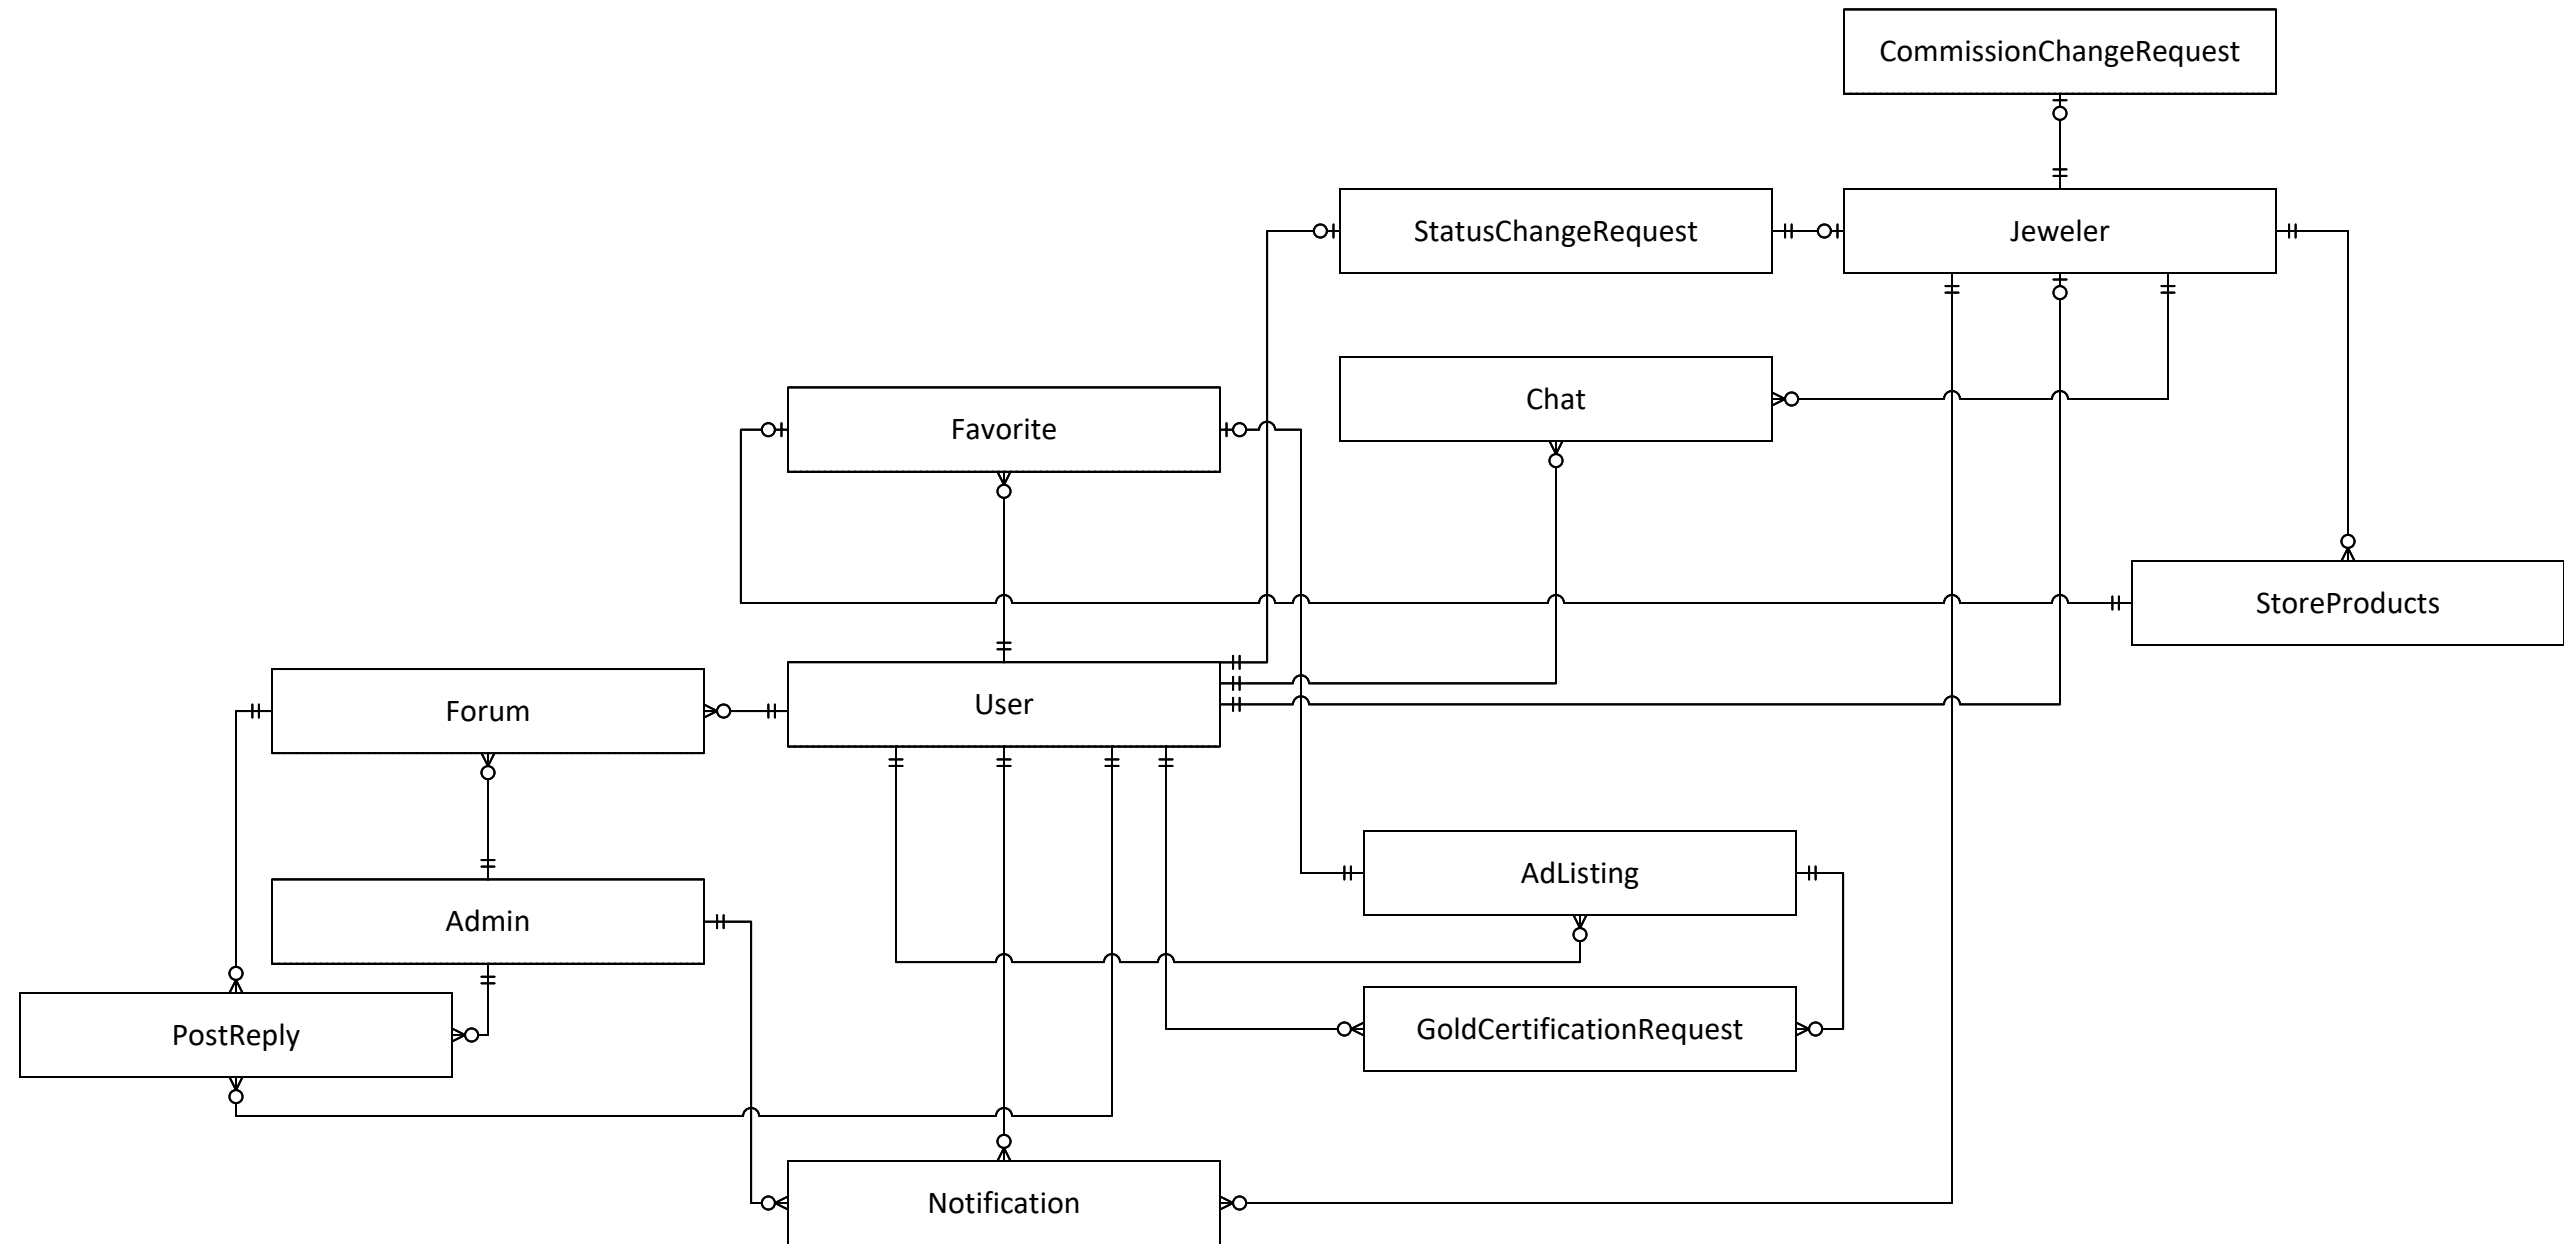 CommissionChangeRequest
StatusChangeRequest
Jeweler
Chat
Favorite
StoreProducts
User
Forum
AdListing
Admin
GoldCertificationRequest
PostReply
Notification